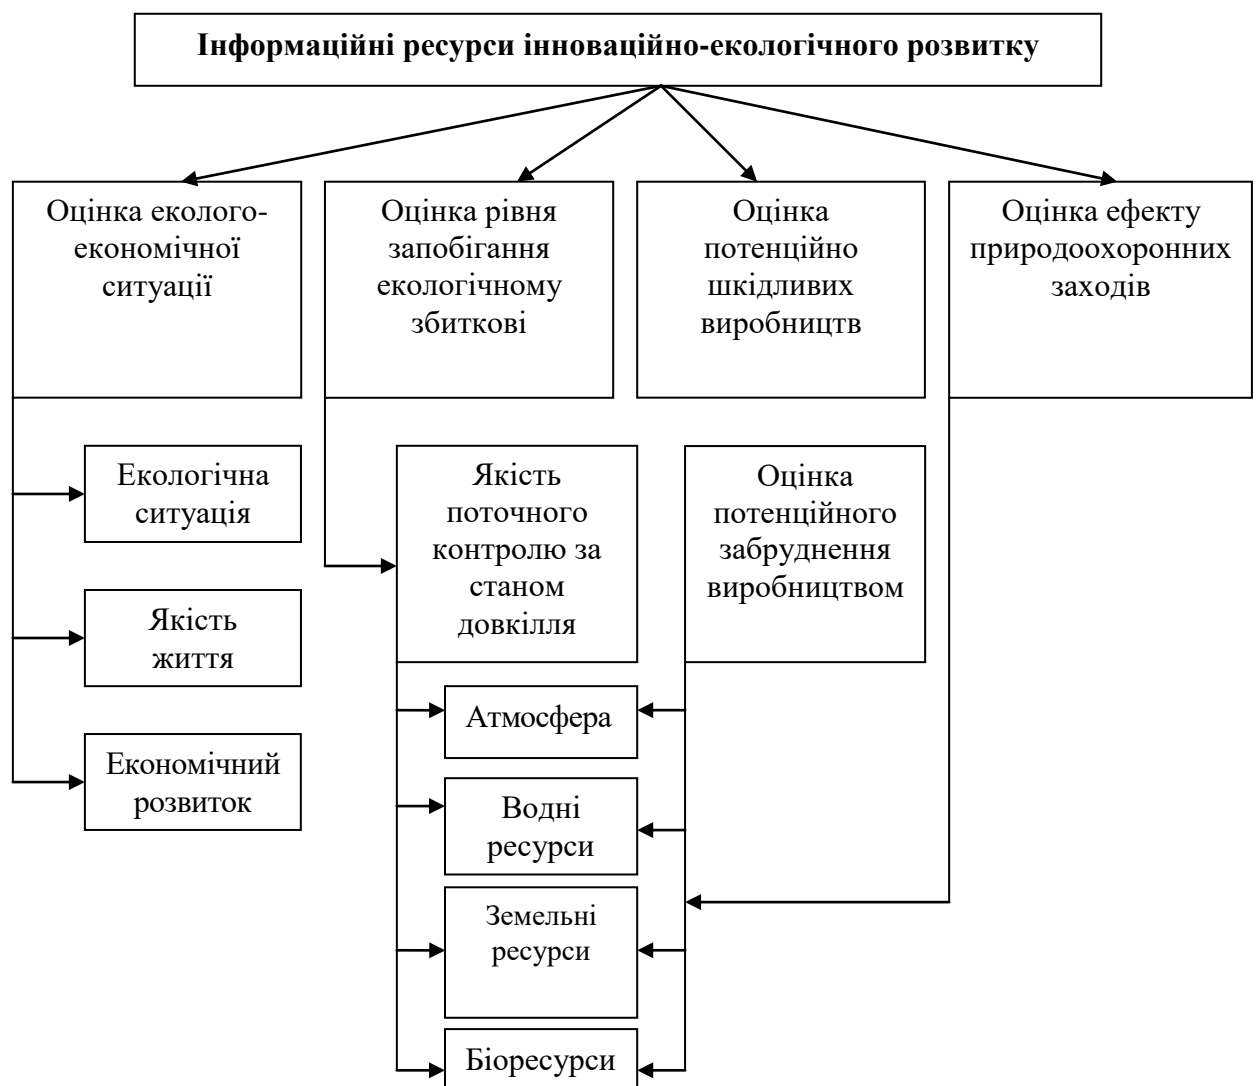 Інформаційні ресурси інноваційно-екологічного розвитку
Оцінка еколого-
економічної
ситуації
Оцінка рівня
запобігання
екологічному
збиткові
Оцінка
потенційно
шкідливих
виробництв
Оцінка ефекту
природоохоронних
заходів
Екологічна
ситуація
Якість
життя
Економічний
розвиток
Якість
поточного
контролю за
станом
довкілля
Оцінка
потенційного
забруднення
виробництвом
Атмосфера
Водні
ресурси
Земельні
ресурси
Біоресурси